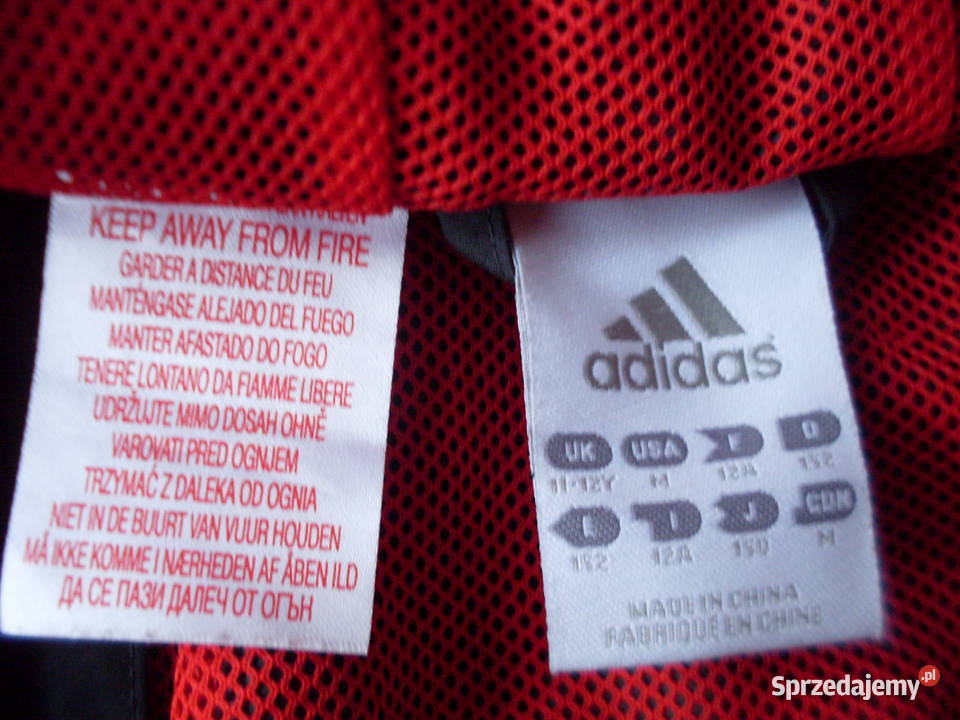 KEEP AWAY FROM FIRE
GARDER A DISTANCE DU FEU
MANTÉNGASE ALEJADO DEL FUEGO
MANTER AFASTADO DO FOGO
TENERE LONTANO DA FIAMME LIBERE
UDRŽUJTE MIMO DOSAH OHNĚ
VAROVATI PRED OGNJEM
TRZYMAĆ Z DALEKA OD OGNIA
NIET IN DE BUURT VAN VUUR HOUDEN
MÅ IKKE KOMME I NÆRHEDEN AF ÅBEN ILD
ДА СЕ ПАЗИ ДАЛЕЧ ОТ ОГЪН
adidas
UK USA F D
11-12Y M 12A 152
E I J CDN
152 12A 150 M
MADE IN CHINA
FABRIQUE EN CHINE
Sprzedajemy.pl